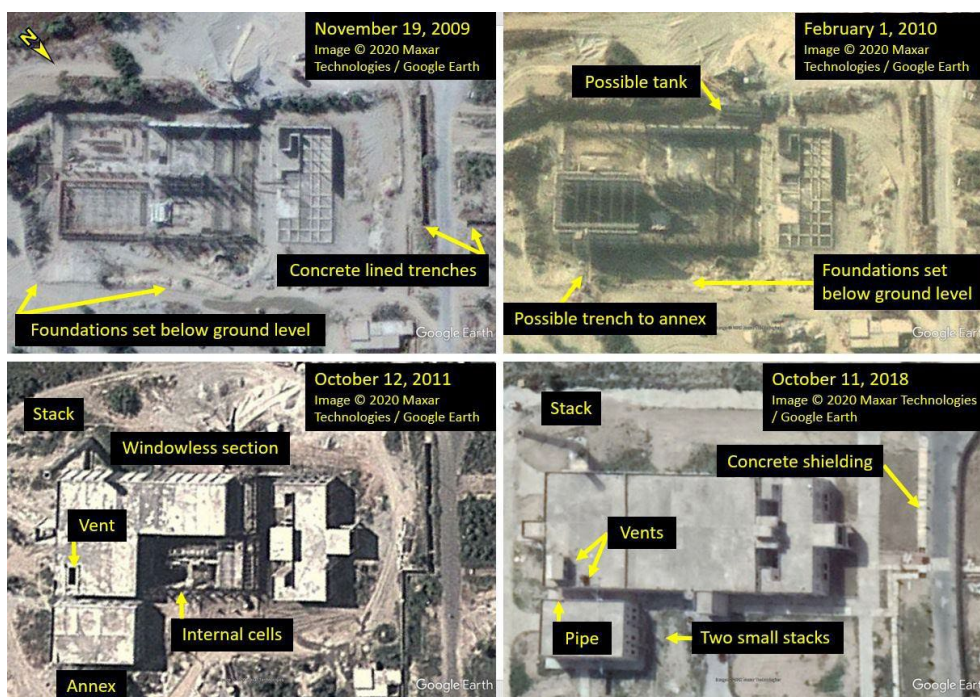 N
November 19, 2009
Image © 2020 Maxar
Technologies / Google Earth
Concrete lined trenches
Foundations set below ground level
Google Earth
February 1, 2010
Image © 2020 Maxar
Technologies / Google Earth
Possible tank
Foundations set
below ground level
Possible trench to annex
Google Earth
October 12, 2011
Image © 2020 Maxar
Technologies / Google Earth
Stack
Windowless section
Vent
Internal cells
Annex
Google Earth
October 11, 2018
Image © 2020 Maxar Technologies
/ Google Earth
Stack
Concrete shielding
Vents
Pipe
Two small stacks
Google Earth